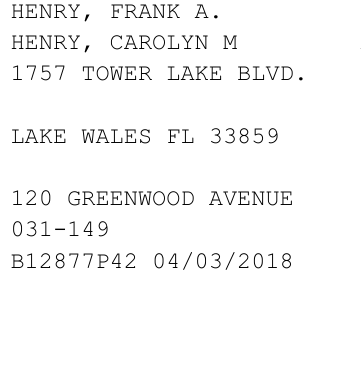 HENRY, FRANK A.
HENRY, CAROLYN M
1757 TOWER LAKE BLVD.
LAKE WALES FL 33859
120 GREENWOOD AVENUE
031-149
B12877P42 04/03/2018